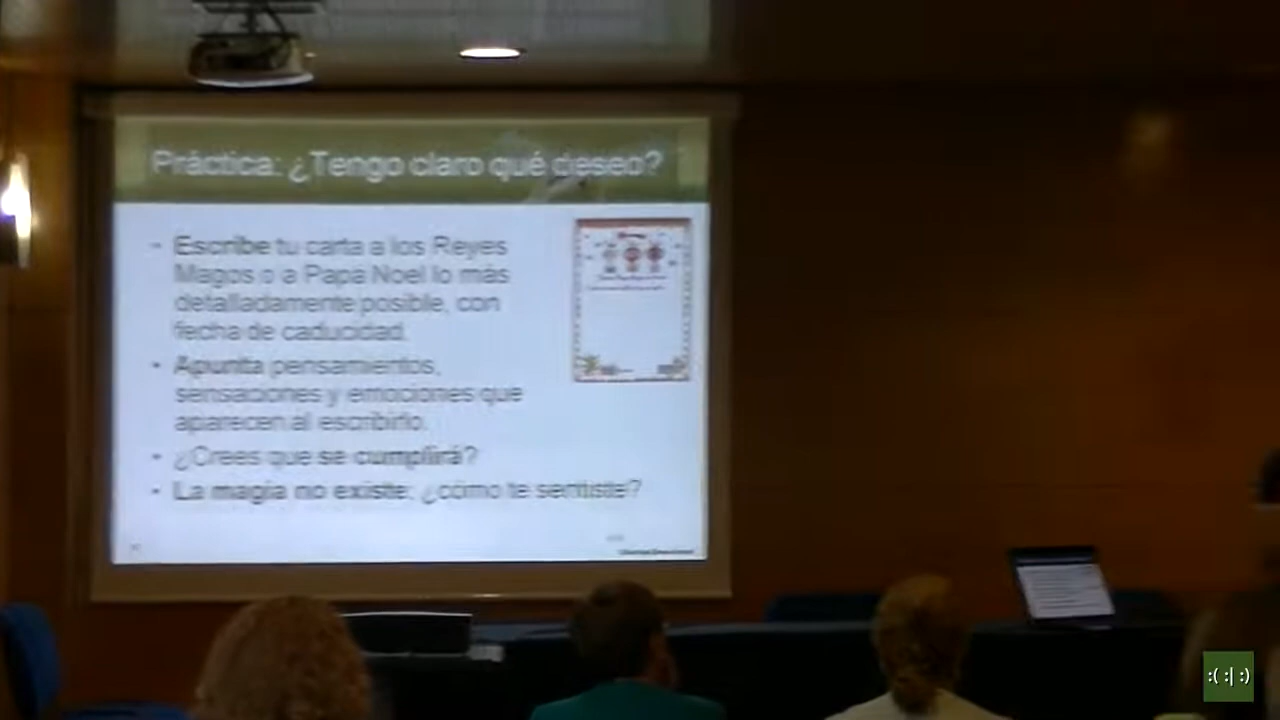 Práctica: ¿Tengo claro qué deseo?
- Escribe tu carta a los Reyes
Magos o a Papa Noel lo más
detalladamente posible, con
fecha de caducidad.
• Apunta pensamientos,
sensaciones y emociones que
aparecen al escribirlo.
• ¿Crees que se cumplirá?
• La magia no existe: ¿cómo te sentiste?
:( :| :)